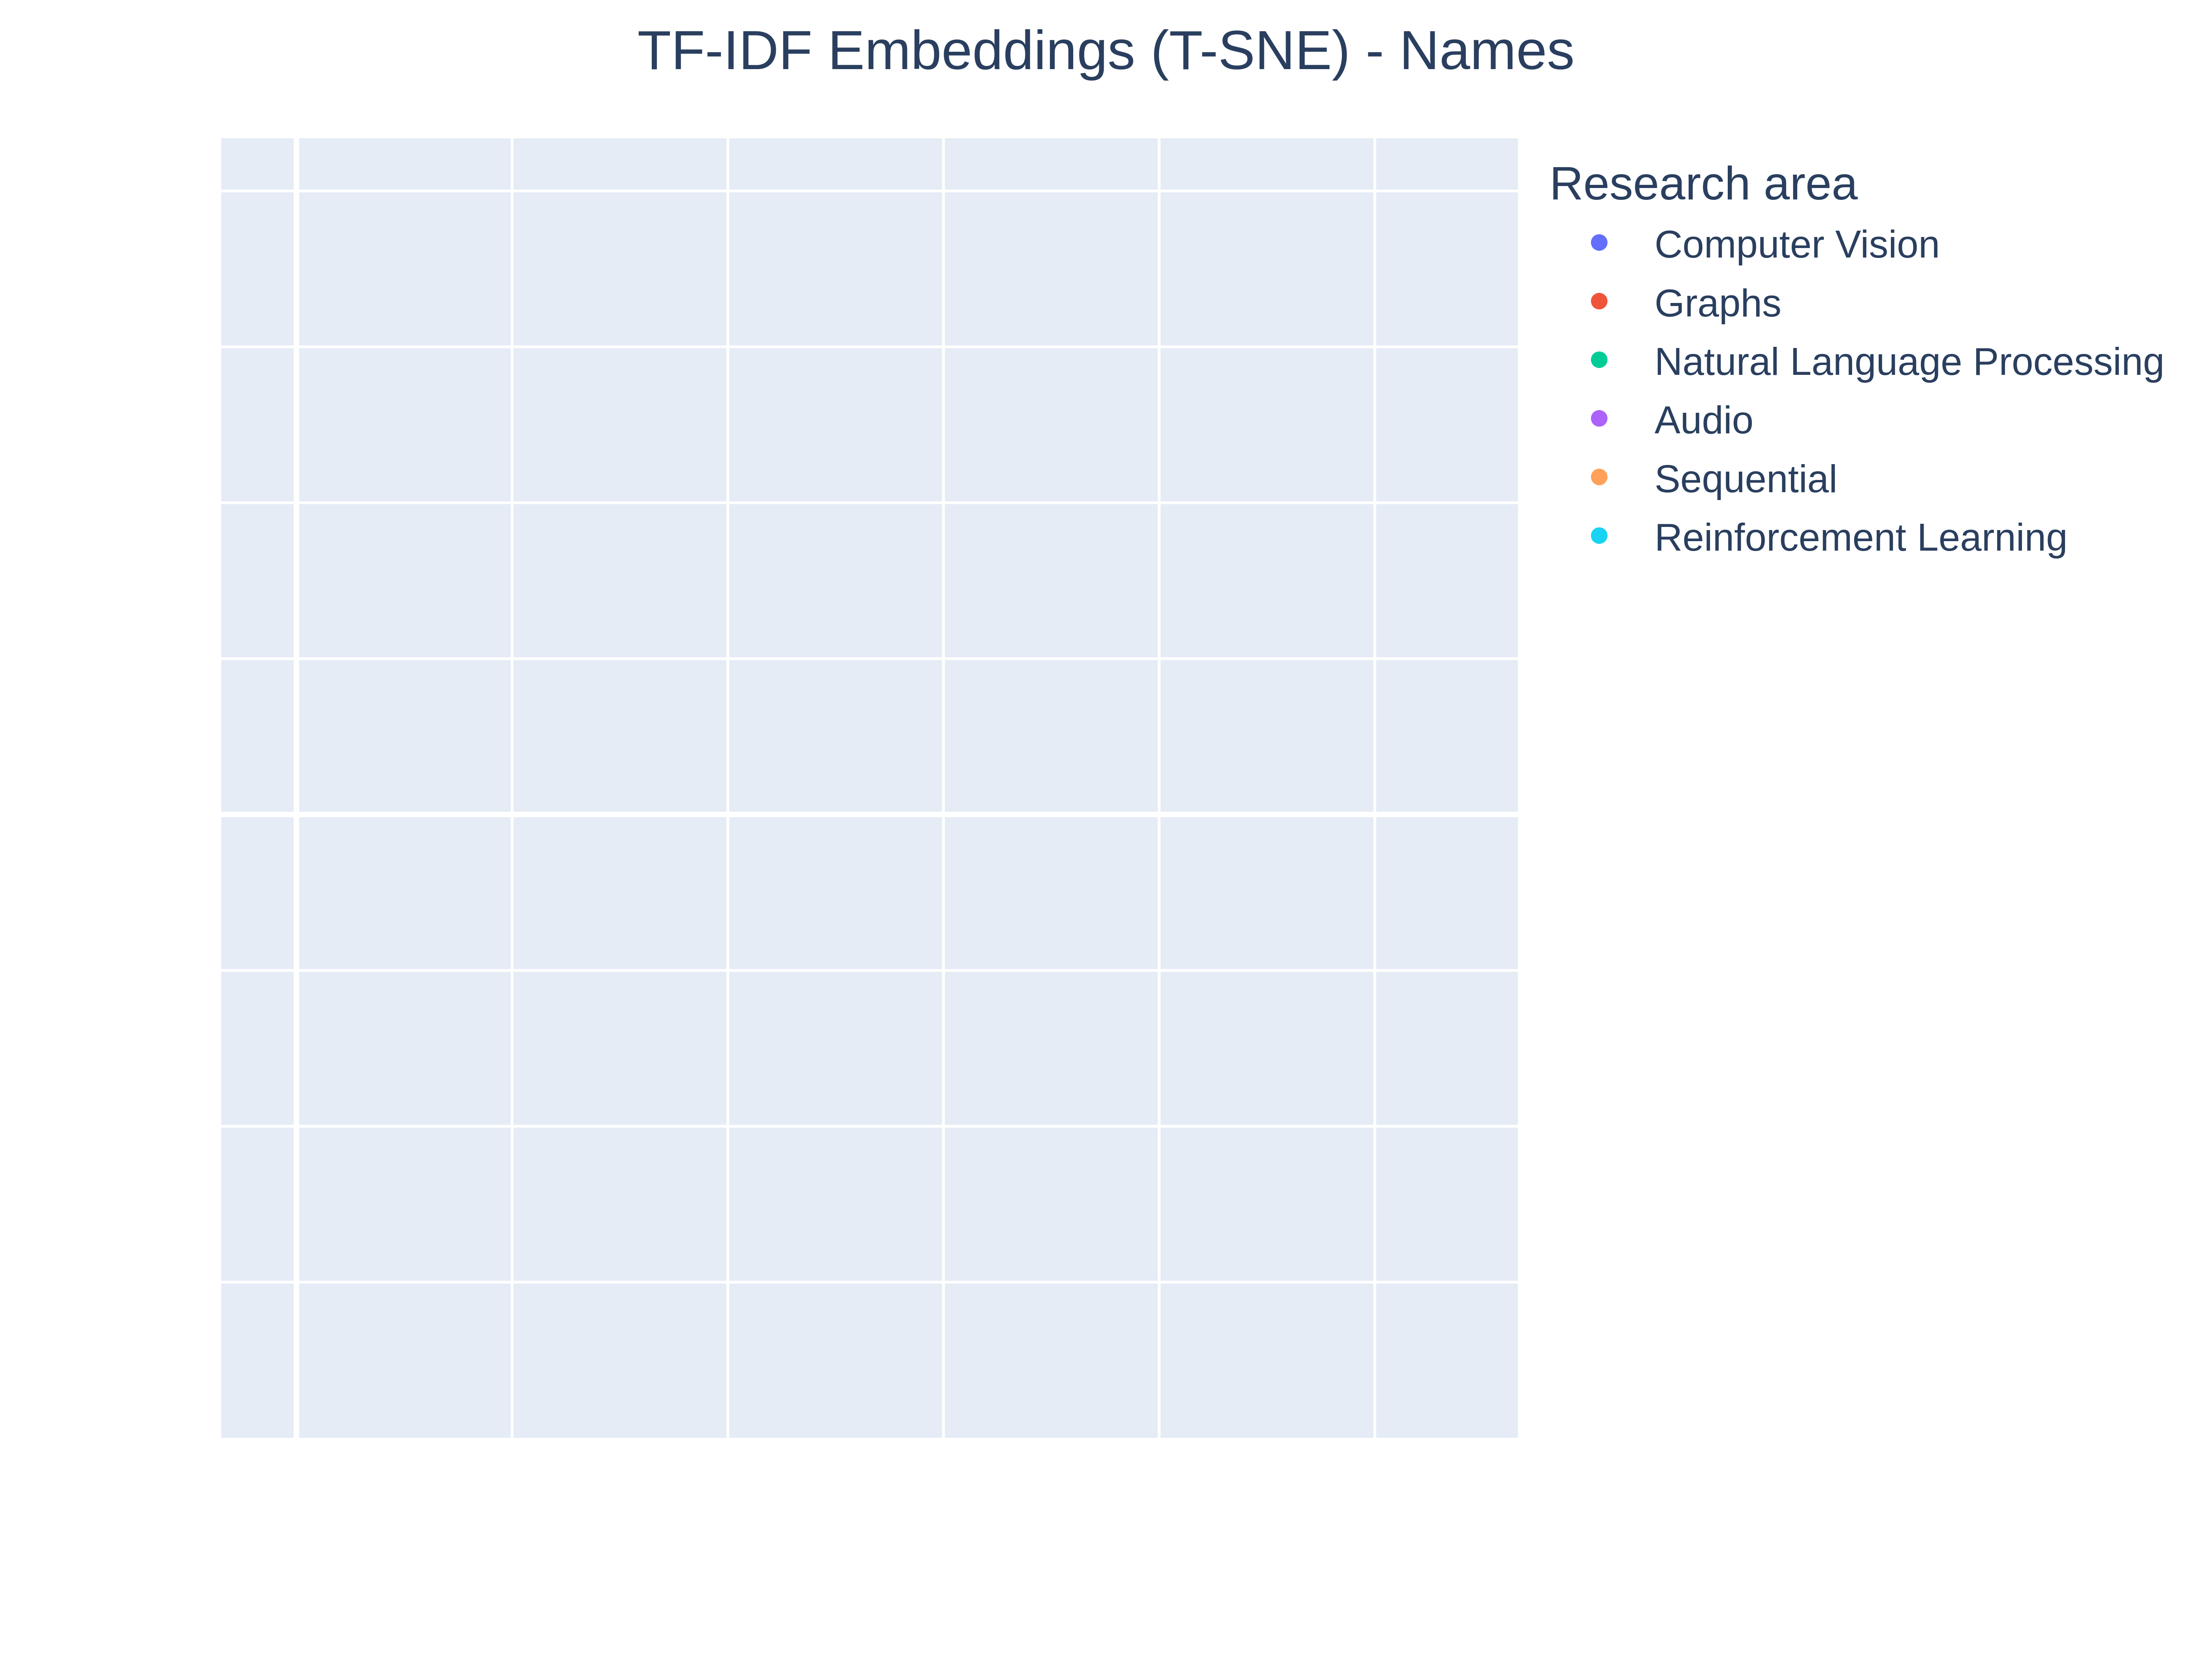 TF-IDF Embeddings (T-SNE) - Names
Research area
Computer Vision
Graphs
Natural Language Processing
Audio
Sequential
Reinforcement Learning